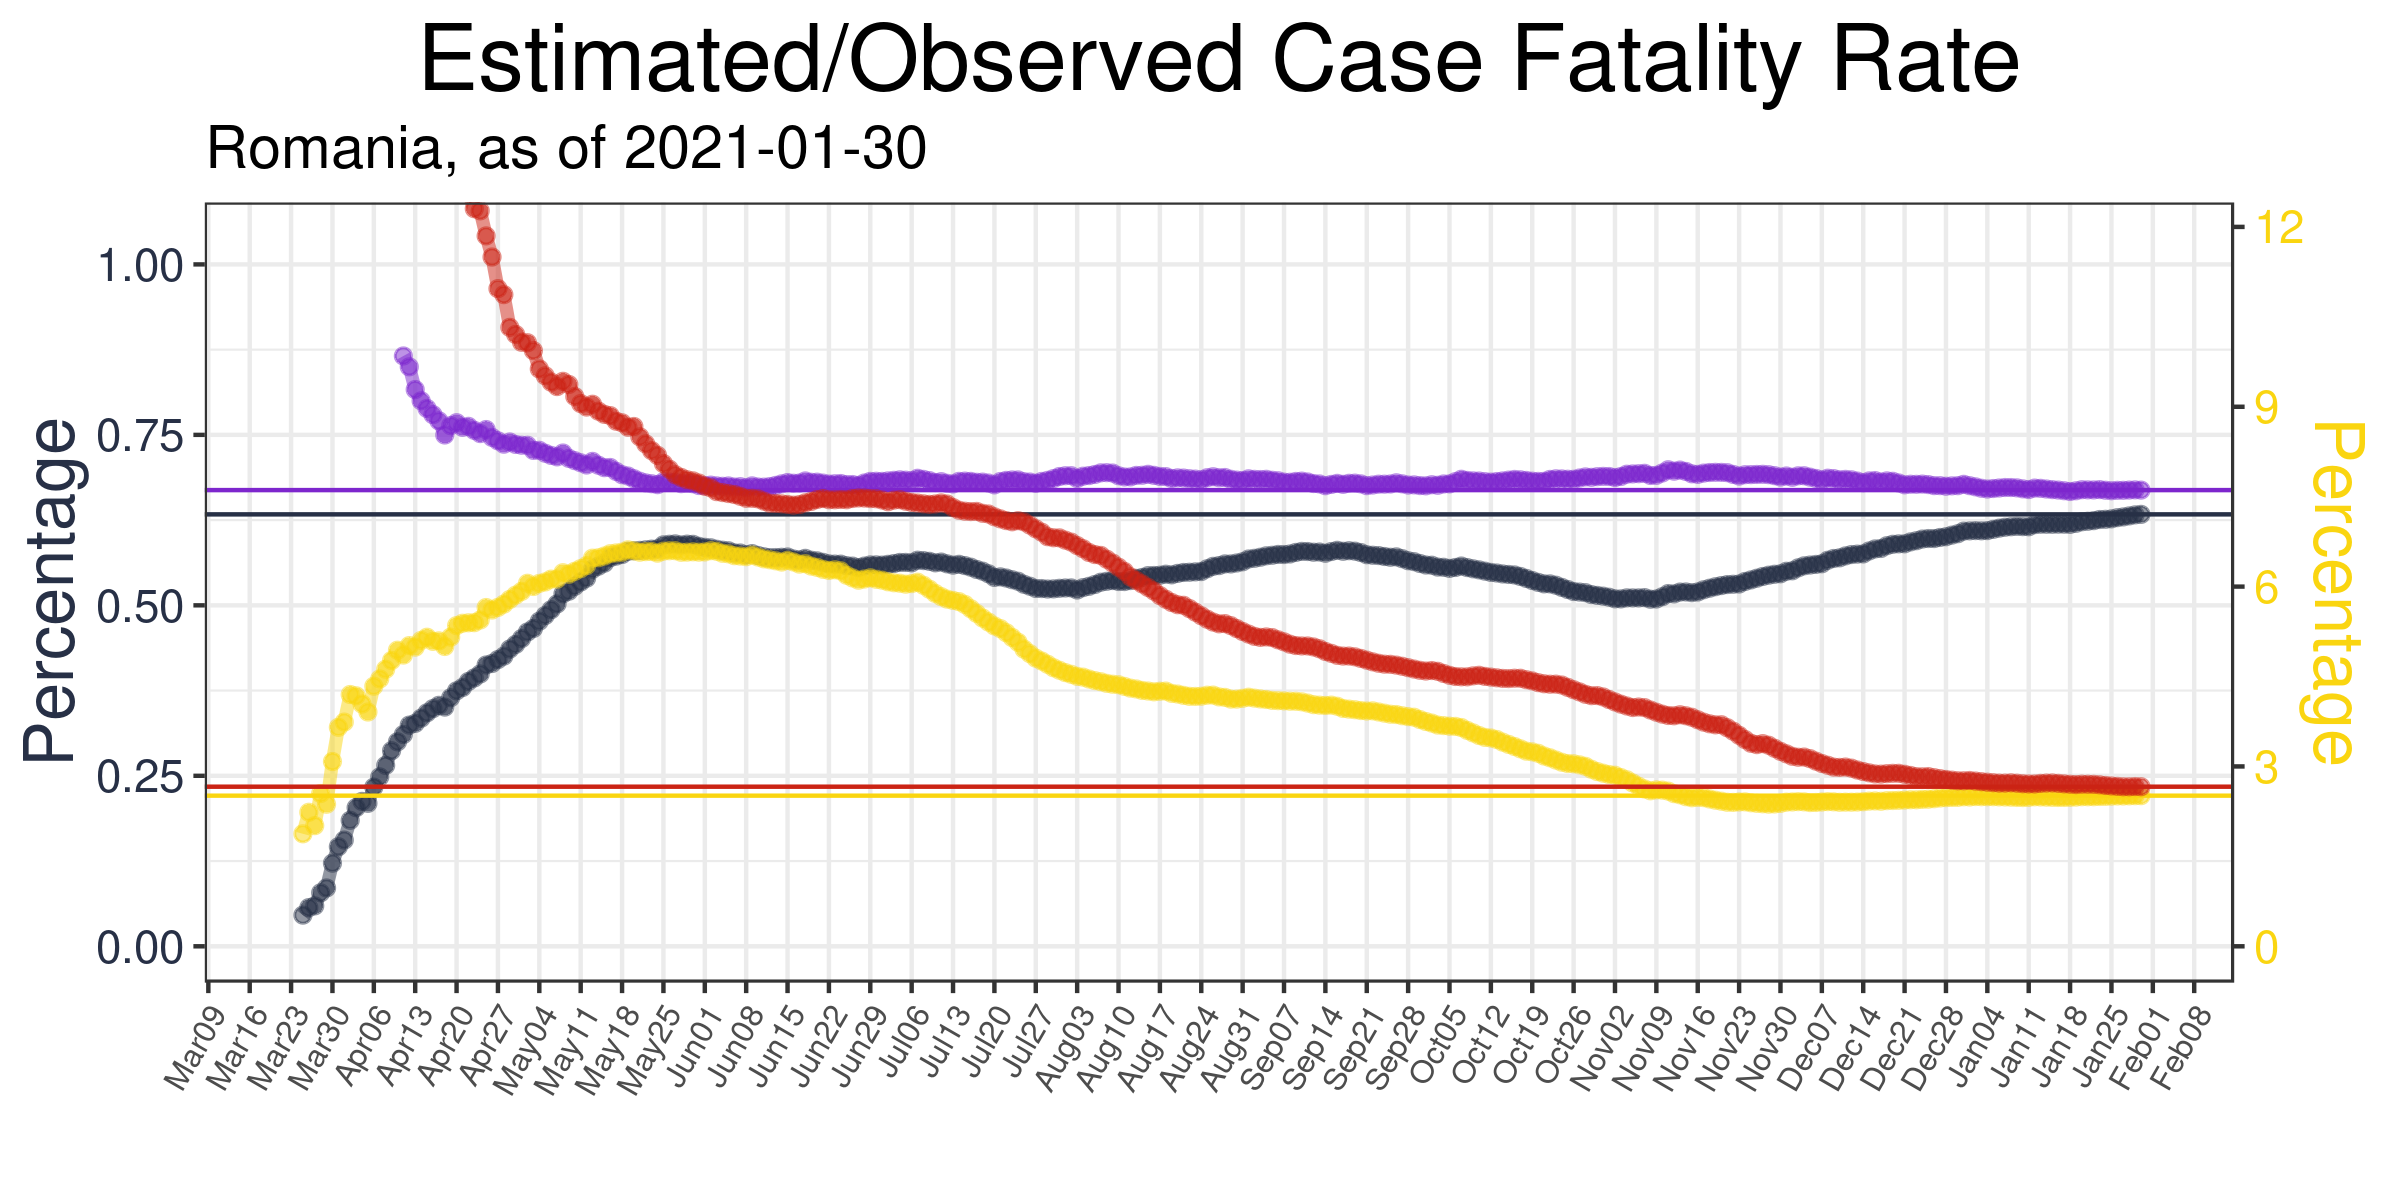 Estimated/Observed Case Fatality Rate
Romania, as of 2021-01-30
Percentage
1.00
0.75
0.50
0.25
0.00
12
9
6
3
0
Percentage
Mar09
Mar16
Mar23
Mar30
Apr06
Apr13
Apr20
Apr27
May04
May11
May18
May25
Jun01
Jun08
Jun15
Jun22
Jun29
Jul06
Jul13
Jul20
Jul27
Aug03
Aug10
Aug17
Aug24
Aug31
Sep07
Sep14
Sep21
Sep28
Oct05
Oct12
Oct19
Oct26
Nov02
Nov09
Nov16
Nov23
Nov30
Dec07
Dec14
Dec21
Dec28
Jan04
Jan11
Jan18
Jan25
Feb01
Feb08